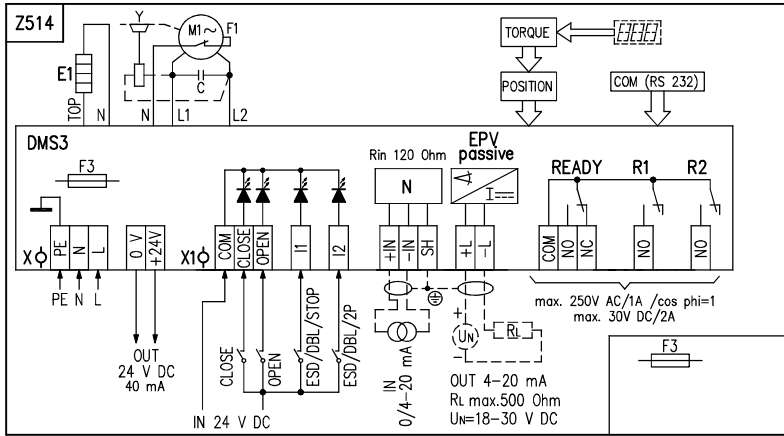 Z514
Y
M1~
F1
TORQUE
E1
C
POSITION
COM (RS 232)
TOP
N
N
L1
L2
DMS3
F3
Rin 120 Ohm
EPV
passive
N
I
READY
R1
R2
X
PE
N
L
0 V
+24V
X1
COM
CLOSE
OPEN
I1
I2
+IN
-IN
SH
+L
-L
COM
NO
NC
NO
NO
PE N L
OUT
24 V DC
40 mA
CLOSE
OPEN
ESD/DBL/STOP
ESD/DBL/2P
IN 24 V DC
IN
0/4-20 mA
+
UN
-
RL
OUT 4-20 mA
RL max.500 Ohm
UN=18-30 V DC
max. 250V AC/1A /cos phi=1
max. 30V DC/2A
F3